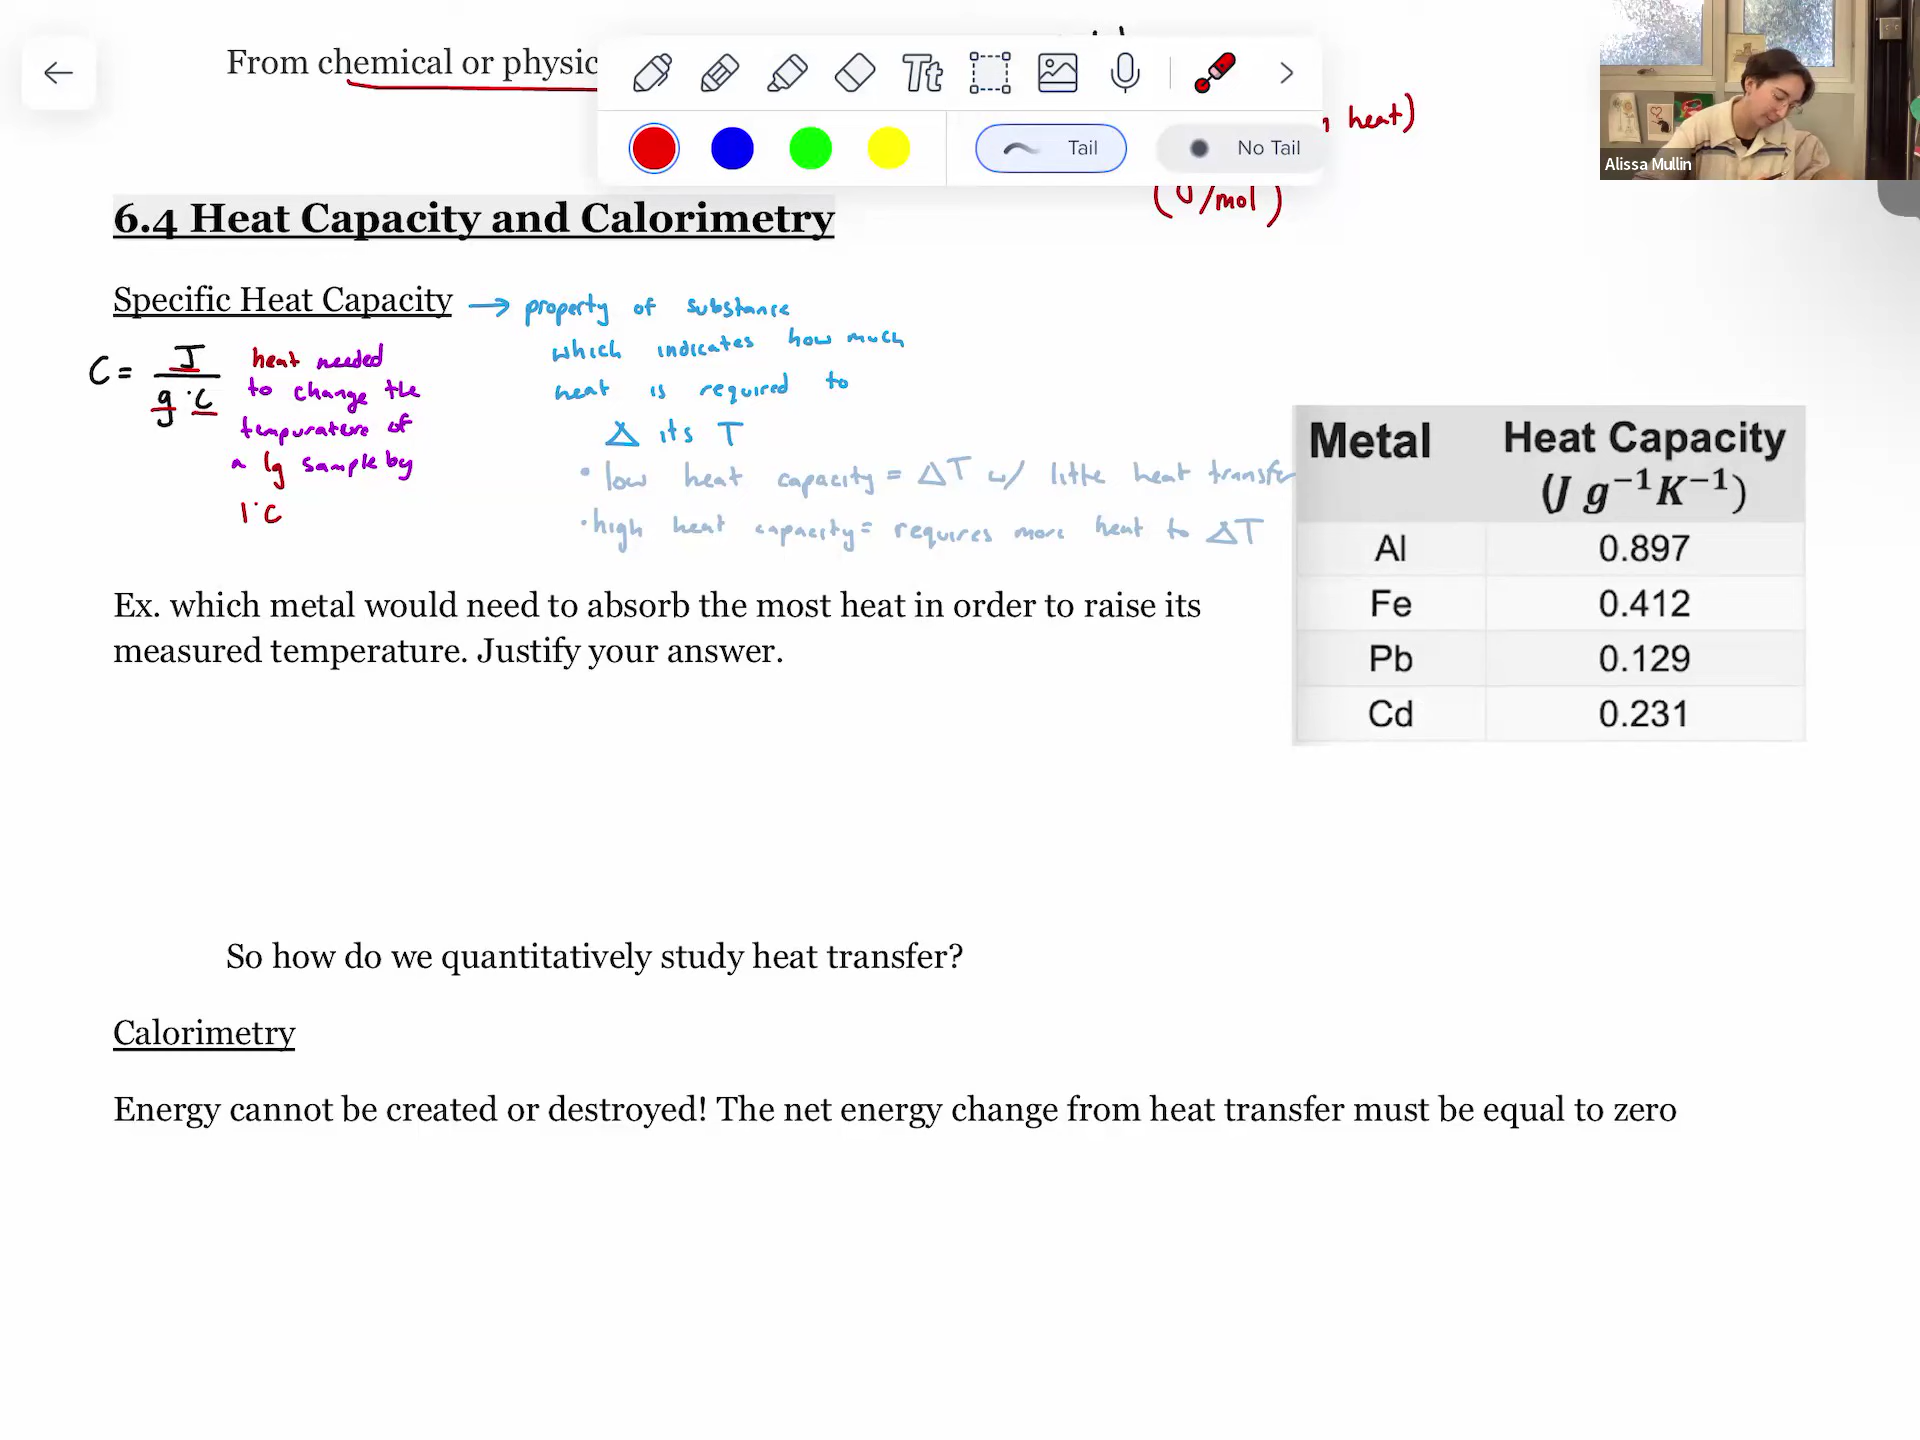 From chemical or physic
Tt
Tail
No Tail
heat)
(J/mol)
Alissa Mullin
6.4 Heat Capacity and Calorimetry
Specific Heat Capacity → property of substance
which indicates how much
heat is required to
Δ its T
• low heat capacity = ΔT w/ little heat transfer
• high heat capacity = requires more heat to ΔT
C = J
g °C
heat needed
to change the
tempurature of
a 1g sample by
1°C
Metal Heat Capacity
(J g⁻¹K⁻¹)
Al 0.897
Fe 0.412
Pb 0.129
Cd 0.231
Ex. which metal would need to absorb the most heat in order to raise its
measured temperature. Justify your answer.
So how do we quantitatively study heat transfer?
Calorimetry
Energy cannot be created or destroyed! The net energy change from heat transfer must be equal to zero